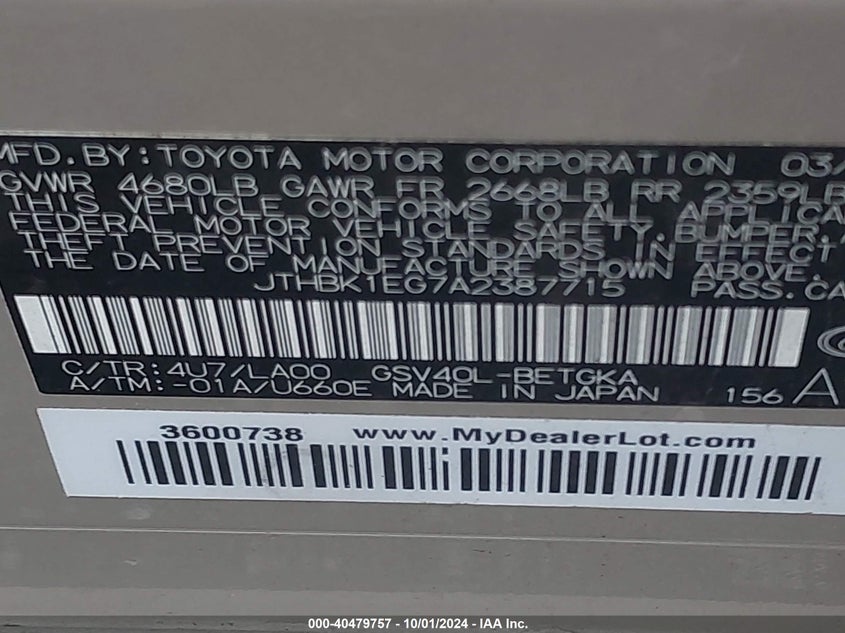 MFD. BY: TOYOTA MOTOR CORPORATION 03/
GVWR 4680LB GAWR FR 2668LB RR 2359LB
THIS VEHICLE CONFORMS TO ALL APPLICA
FEDERAL MOTOR VEHICLE SAFETY, BUMPER,
THEFT PREVENTION STANDARDS IN EFFECT
THE DATE OF MANUFACTURE SHOWN ABOVE.
JTHBK1EG7A2387715 PASS. CA
C/TR: 4U7/LA00 GSV40L-BETGKA
A/TM: -01A/U660E MADE IN JAPAN 156 A
3600738 www.MyDealerLot.com
000-40479757 - 10/01/2024 - IAA Inc.